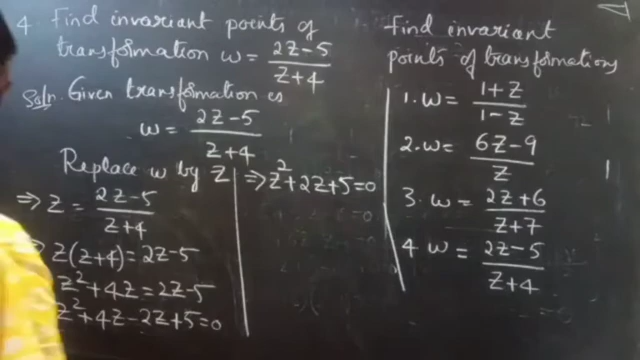 4. Find invariant points of
transformation w = (2z-5)/(z+4)
Soln. Given transformation is
w = (2z-5)/(z+4)
Replace w by z
⇒ z = (2z-5)/(z+4)
⇒ z(z+4) = 2z-5
z²+4z = 2z-5
z²+4z-2z+5=0
⇒ z²+2z+5=0
Find invariant
points of transformations
1. w = (1+z)/(1-z)
2. w = (6z-9)/z
3. w = (2z+6)/(z+7)
4 w = (2z-5)/(z+4)